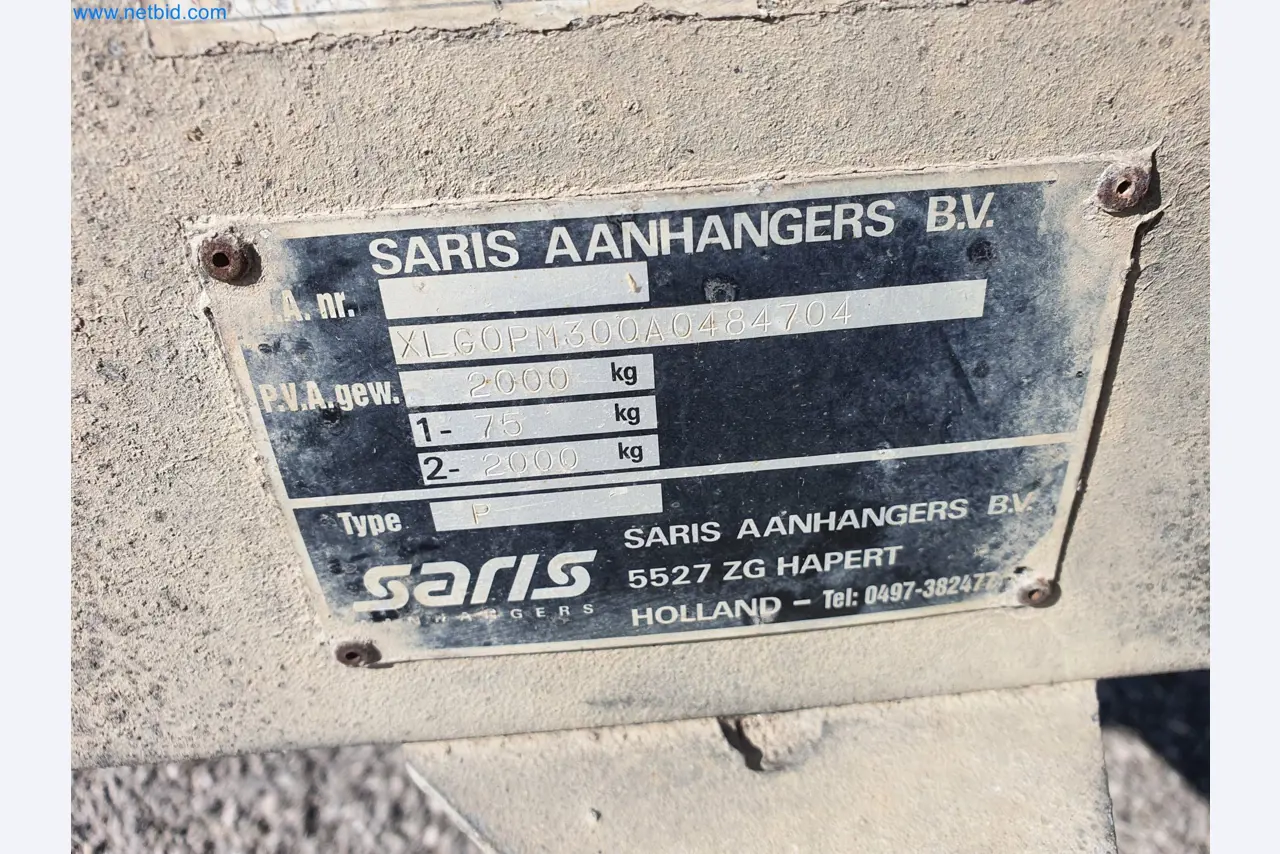 www.netbid.com
SARIS AANHANGERS B.V.
.A. nr.
XLG0PM300A0484704
P.V.A. gew. 2000 kg
1- 75 kg
2- 2000 kg
Type P
SARIS AANHANGERS B.V.
saris
5527 ZG HAPERT
HOLLAND – Tel: 0497-382477